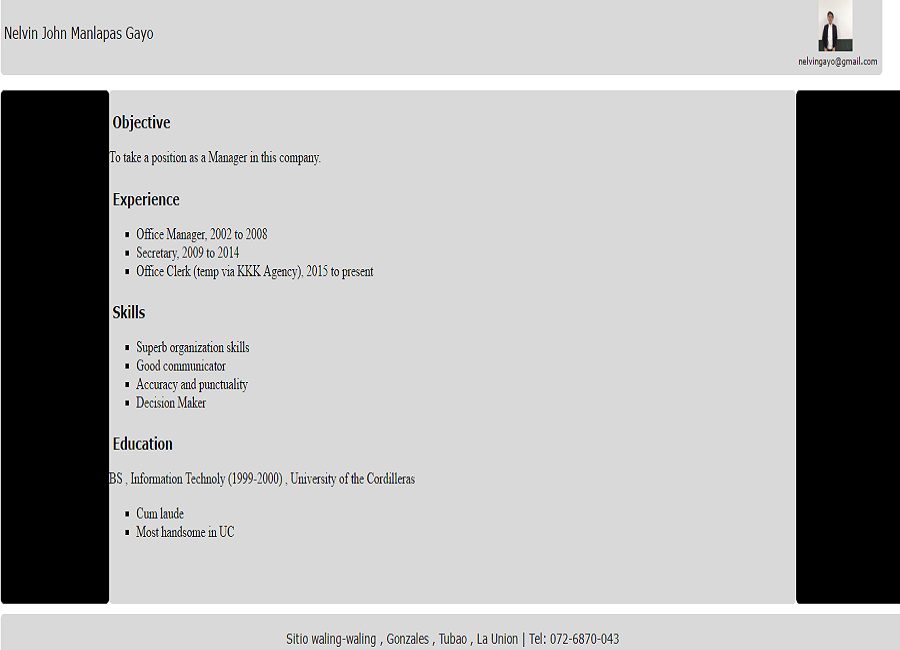 Nelvin John Manlapas Gayo
nelvingayo@gmail.com
Objective
To take a position as a Manager in this company.
Experience
Office Manager, 2002 to 2008
Secretary, 2009 to 2014
Office Clerk (temp via KKK Agency), 2015 to present
Skills
Superb organization skills
Good communicator
Accuracy and punctuality
Decision Maker
Education
BS , Information Technoly (1999-2000) , University of the Cordilleras
Cum laude
Most handsome in UC
Sitio waling-waling , Gonzales , Tubao , La Union | Tel: 072-6870-043